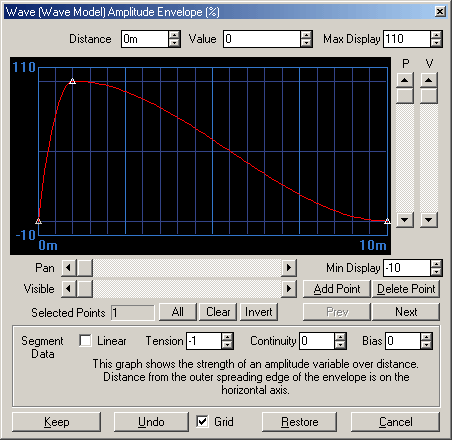 Wave (Wave Model) Amplitude Envelope (%)
Distance 0m Value 0 Max Display 110
P V
110
-10
0m 10m
Pan Min Display -10
Visible Add Point Delete Point
Selected Points 1 All Clear Invert Prev Next
Segment Data Linear Tension -1 Continuity 0 Bias 0
This graph shows the strength of an amplitude variable over distance.
Distance from the outer spreading edge of the envelope is on the
horizontal axis.
Keep Undo Grid Restore Cancel